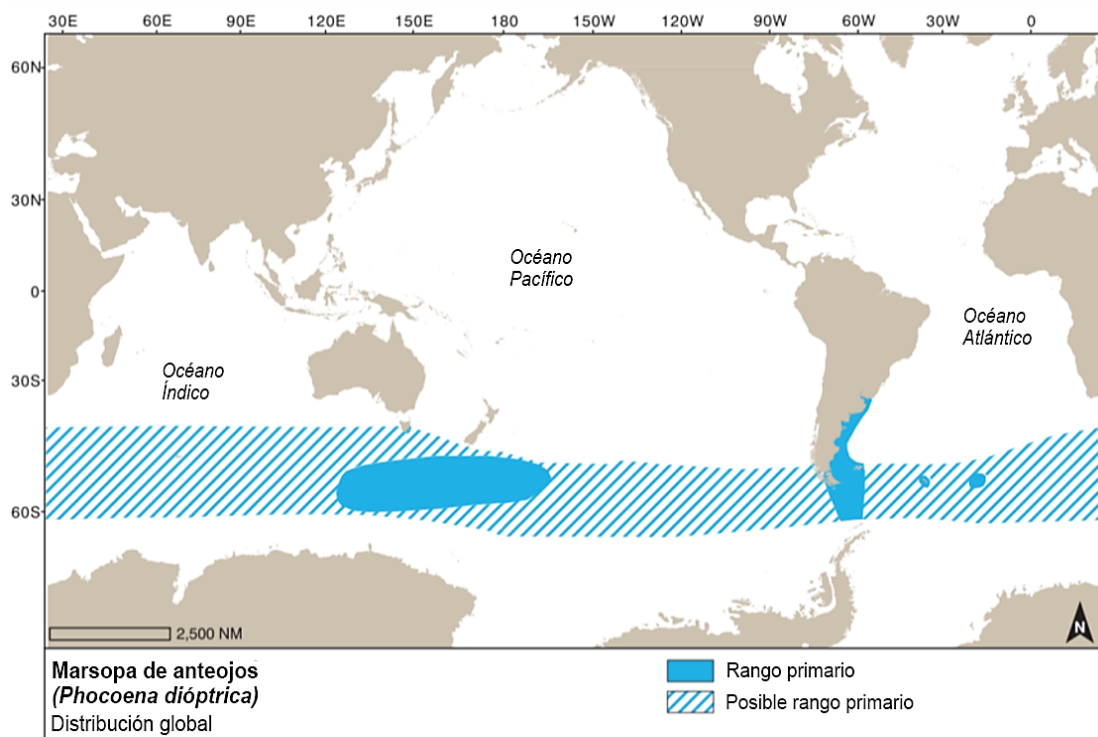 30E 60E 90E 120E 150E 180 150W 120W 90W 60W 30W 0
60N
30N
Océano
Pacífico
0
Océano
Atlántico
Océano
Índico
30S
60S
2,500 NM
N
Marsopa de anteojos
(Phocoena dióptrica)
Distribución global
Rango primario
Posible rango primario